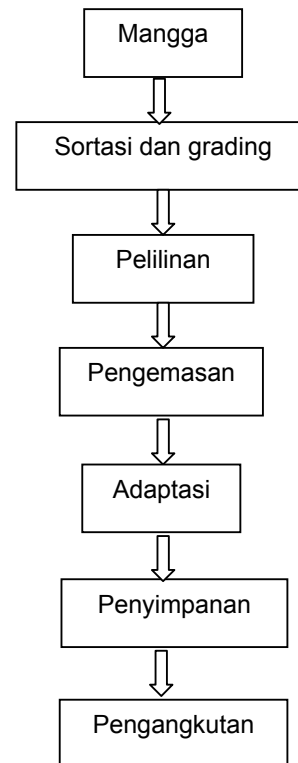 Mangga
Sortasi dan grading
Pelilinan
Pengemasan
Adaptasi
Penyimpanan
Pengangkutan